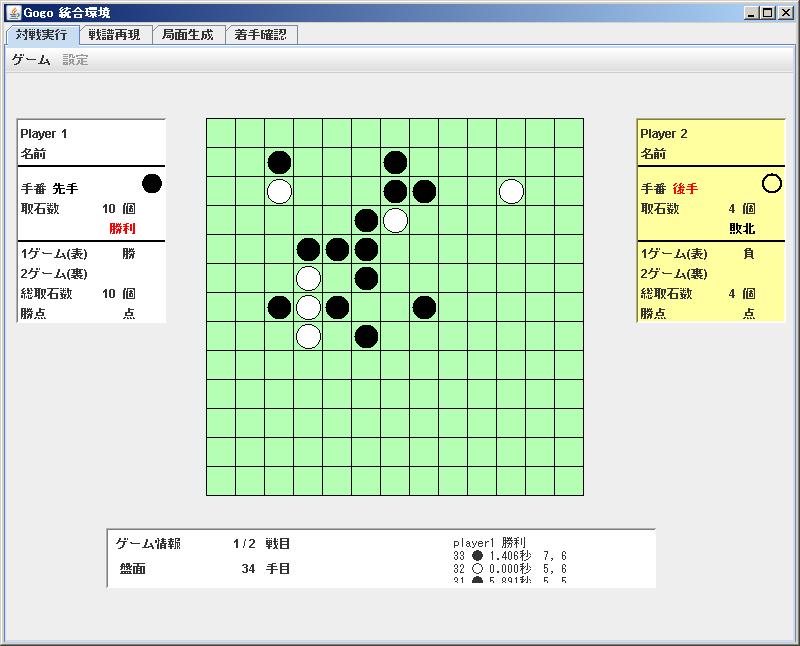 Gogo 統合環境
対戦実行 戦譜再現 局面生成 着手確認
ゲーム 設定
Player 1
名前
手番 先手
取石数 10 個
勝利
1ゲーム(表) 勝
2ゲーム(裏)
総取石数 10 個
勝点 点
Player 2
名前
手番 後手
取石数 4 個
敗北
1ゲーム(表) 負
2ゲーム(裏)
総取石数 4 個
勝点 点
ゲーム情報 1/2 戦目
盤面 34 手目
player1 勝利
33 ● 1.406秒 7, 6
32 ○ 0.000秒 5, 6
31 ● 5.891秒 5, 5